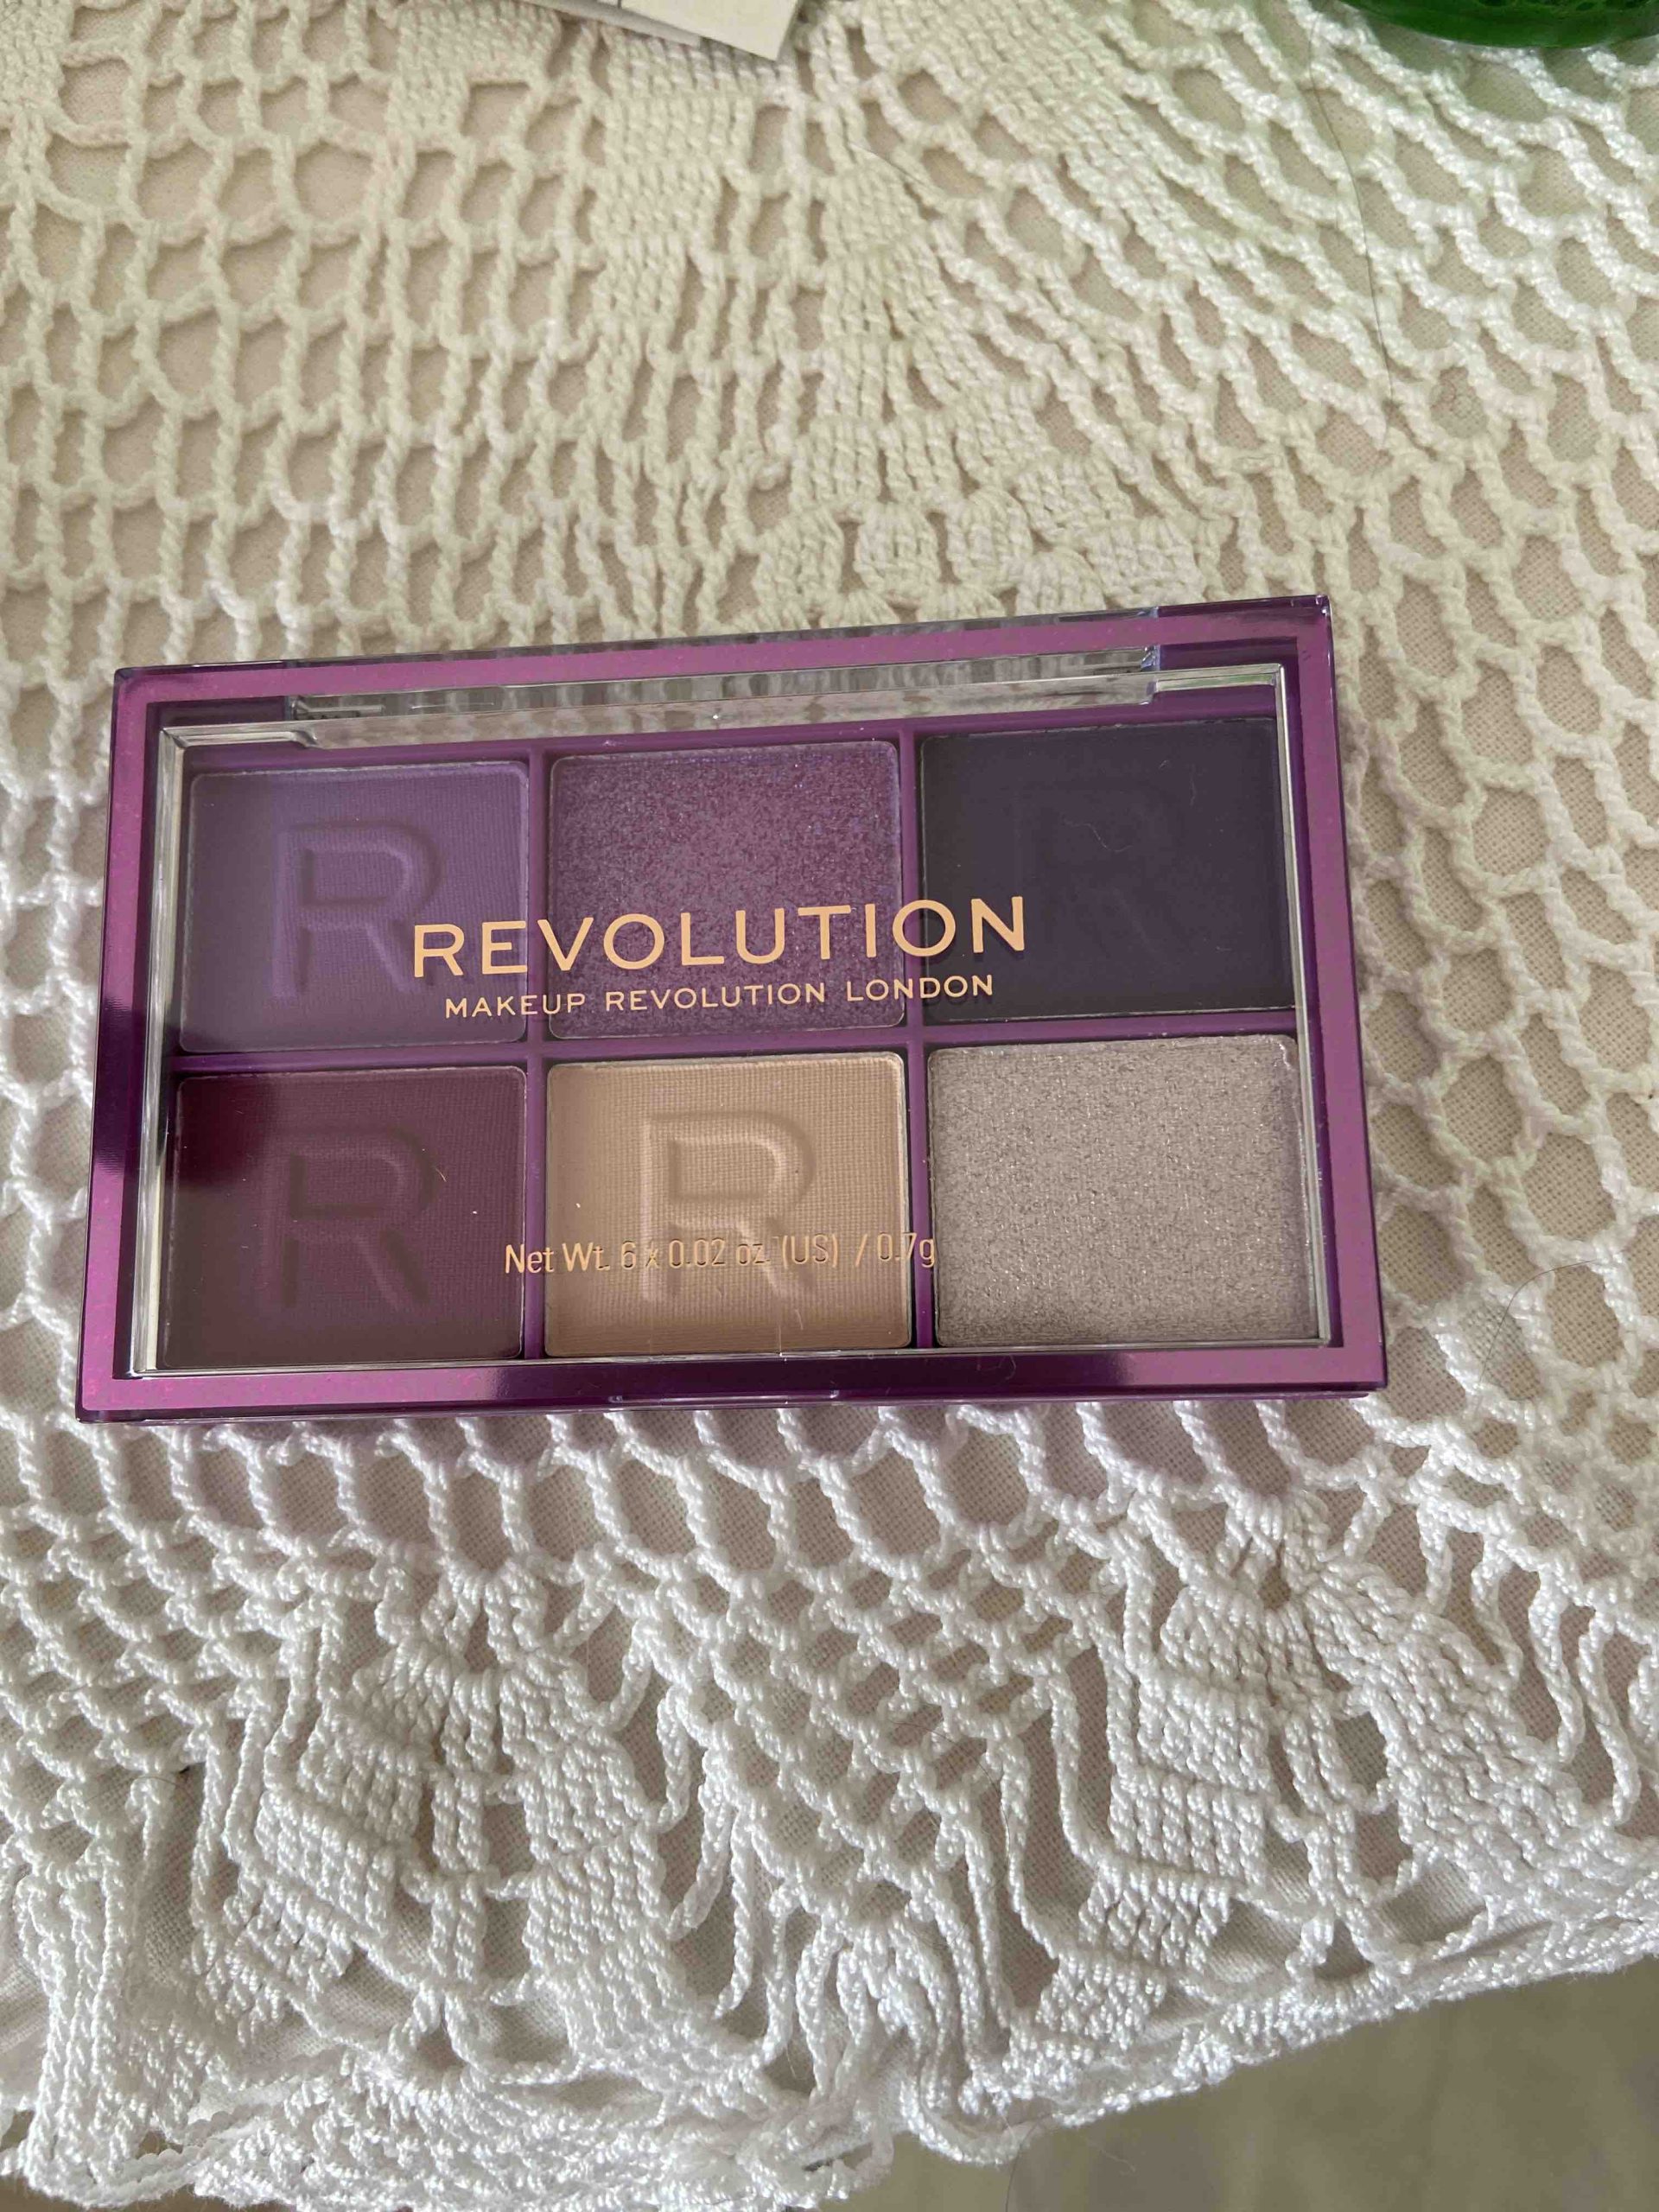 R
R
R
REVOLUTION
MAKEUP REVOLUTION LONDON
R
R
Net Wt. 6 x 0.02 oz (US) / 0.7g